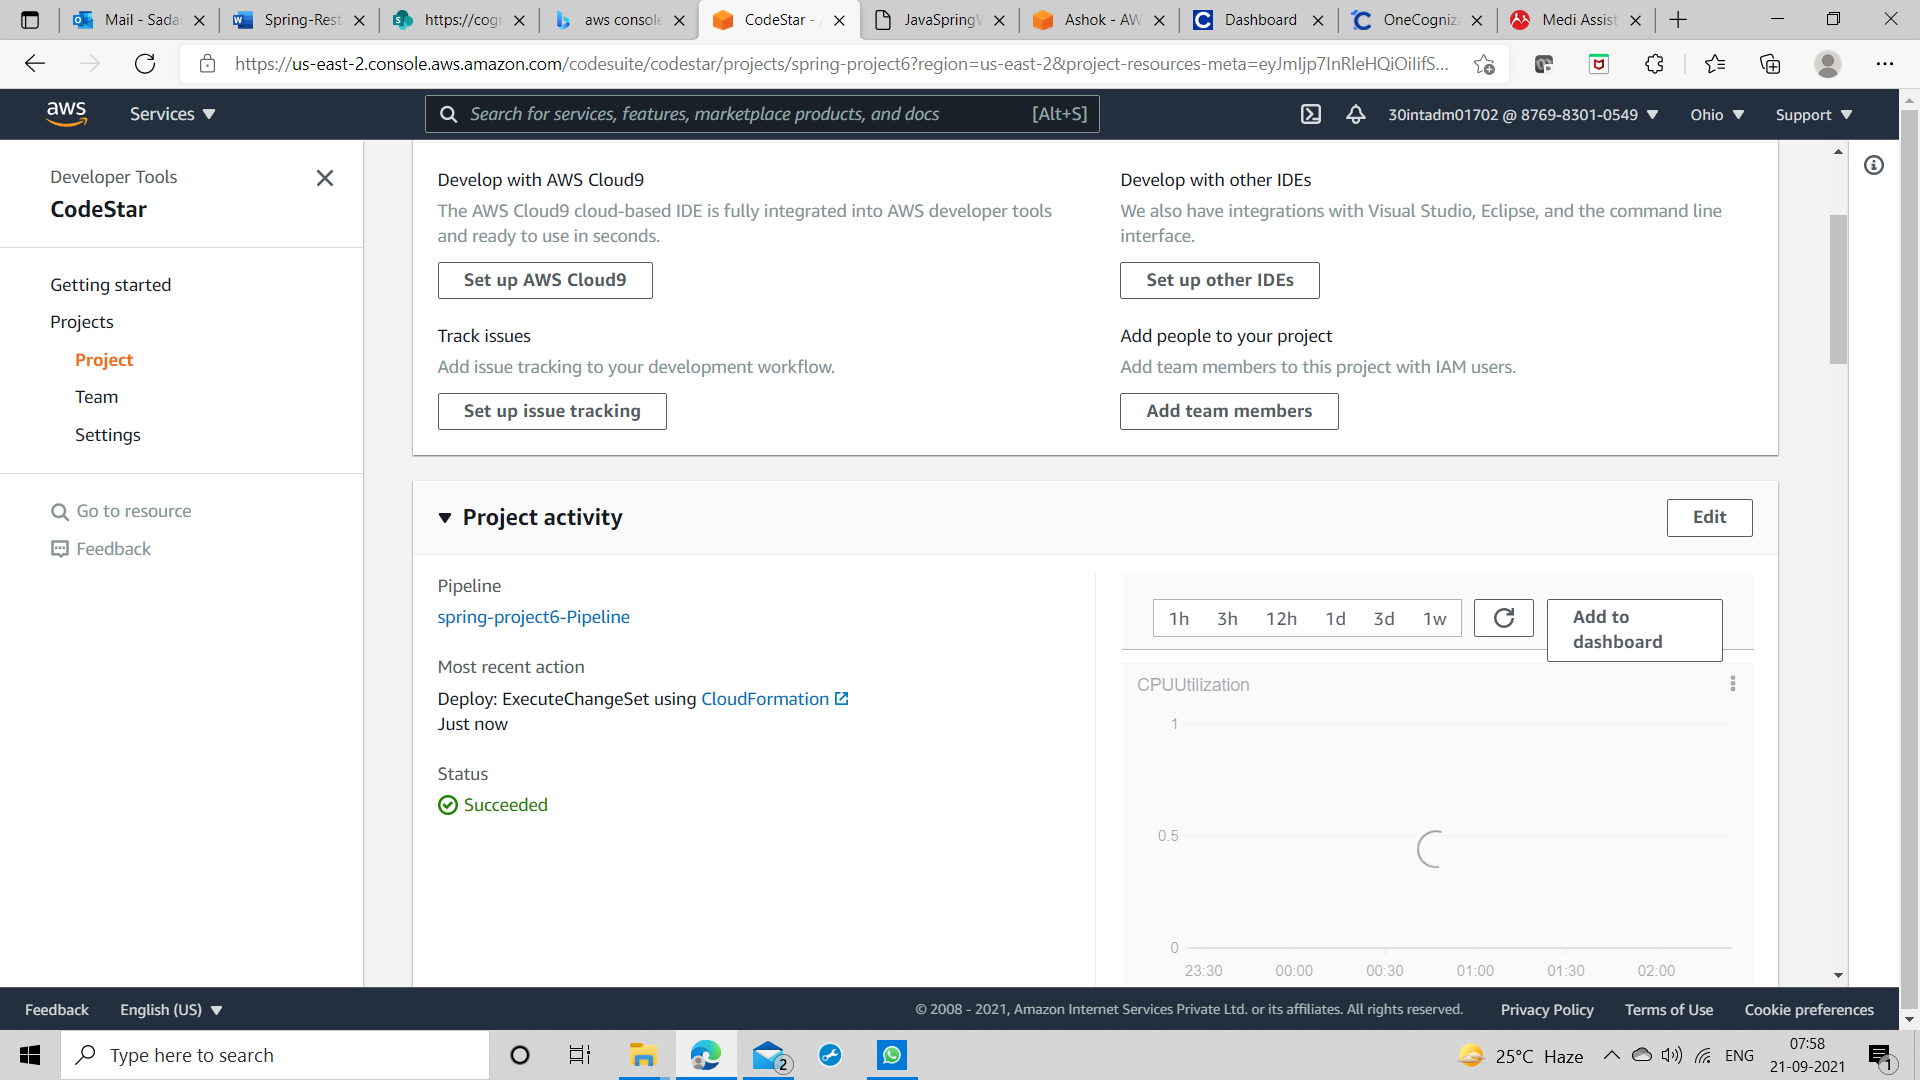 Mail - Sada
Spring-Rest
https://cog
aws console
CodeStar - A
JavaSpringW
Ashok - AW
Dashboard
OneCogniz
Medi Assist
https://us-east-2.console.aws.amazon.com/codesuite/codestar/projects/spring-project6?region=us-east-2&project-resources-meta=eyJmIjp7InRleHQiOiIifS...
aws
Services
Search for services, features, marketplace products, and docs
[Alt+S]
30intadm01702 @ 8769-8301-0549
Ohio
Support
Developer Tools
CodeStar
Getting started
Projects
Project
Team
Settings
Go to resource
Feedback
Develop with AWS Cloud9
The AWS Cloud9 cloud-based IDE is fully integrated into AWS developer tools
and ready to use in seconds.
Set up AWS Cloud9
Develop with other IDEs
We also have integrations with Visual Studio, Eclipse, and the command line
interface.
Set up other IDEs
Track issues
Add issue tracking to your development workflow.
Set up issue tracking
Add people to your project
Add team members to this project with IAM users.
Add team members
Project activity
Edit
Pipeline
spring-project6-Pipeline
Most recent action
Deploy: ExecuteChangeSet using CloudFormation
Just now
Status
Succeeded
1h 3h 12h 1d 3d 1w
Add to
dashboard
CPUUtilization
1
0.5
0
23:30 00:00 00:30 01:00 01:30 02:00
Feedback
English (US)
© 2008 - 2021, Amazon Internet Services Private Ltd. or its affiliates. All rights reserved.
Privacy Policy
Terms of Use
Cookie preferences
Type here to search
2
25°C Haze
ENG
07:58
21-09-2021
1